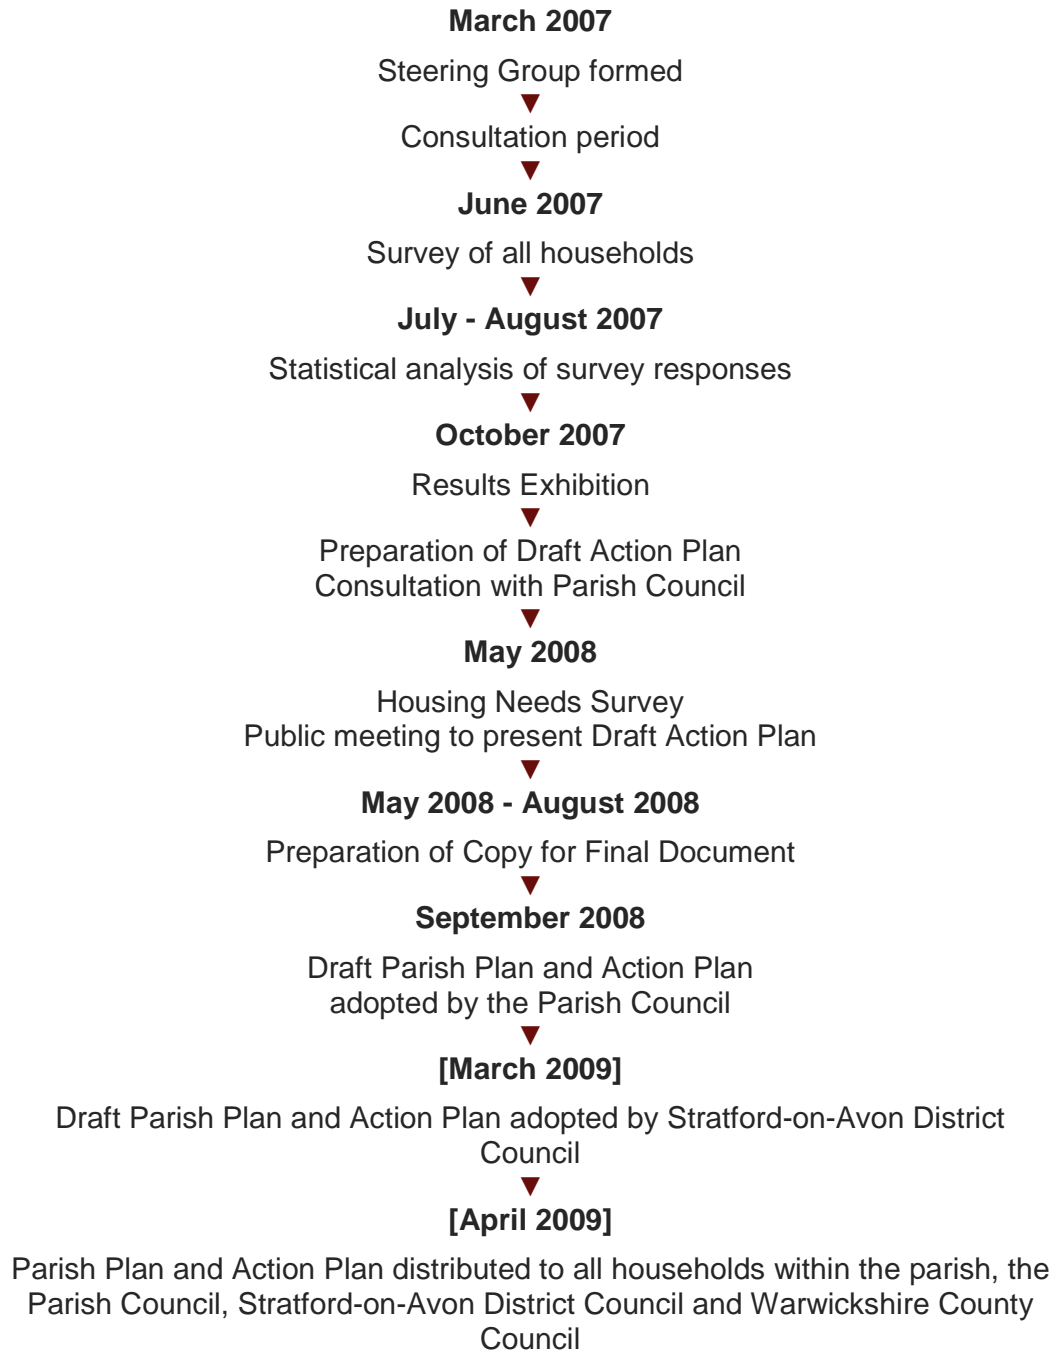 March 2007
Steering Group formed
▼
Consultation period
▼
June 2007
Survey of all households
▼
July - August 2007
Statistical analysis of survey responses
▼
October 2007
Results Exhibition
▼
Preparation of Draft Action Plan
Consultation with Parish Council
▼
May 2008
Housing Needs Survey
Public meeting to present Draft Action Plan
▼
May 2008 - August 2008
Preparation of Copy for Final Document
▼
September 2008
Draft Parish Plan and Action Plan
adopted by the Parish Council
▼
[March 2009]
Draft Parish Plan and Action Plan adopted by Stratford-on-Avon District
Council
▼
[April 2009]
Parish Plan and Action Plan distributed to all households within the parish, the
Parish Council, Stratford-on-Avon District Council and Warwickshire County
Council